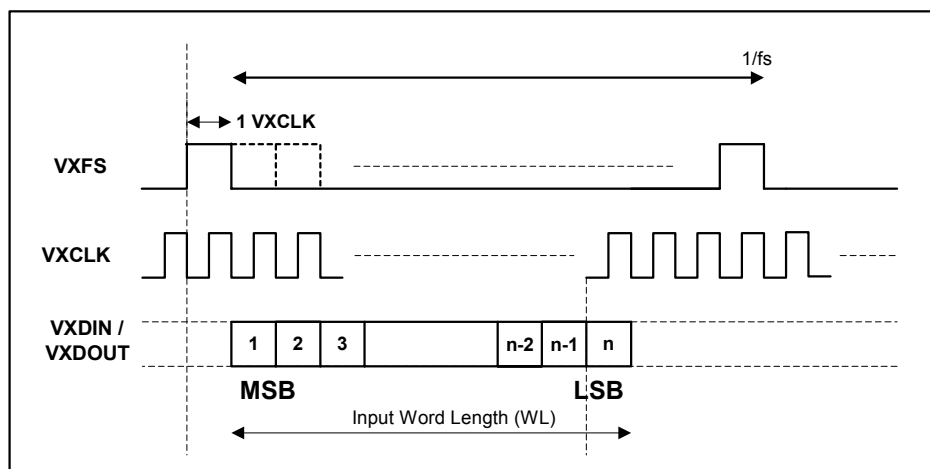 1/fs
1 VXCLK
VXFS
VXCLK
VXDIN /
VXDOUT
1 2 3 n-2 n-1 n
MSB LSB
Input Word Length (WL)